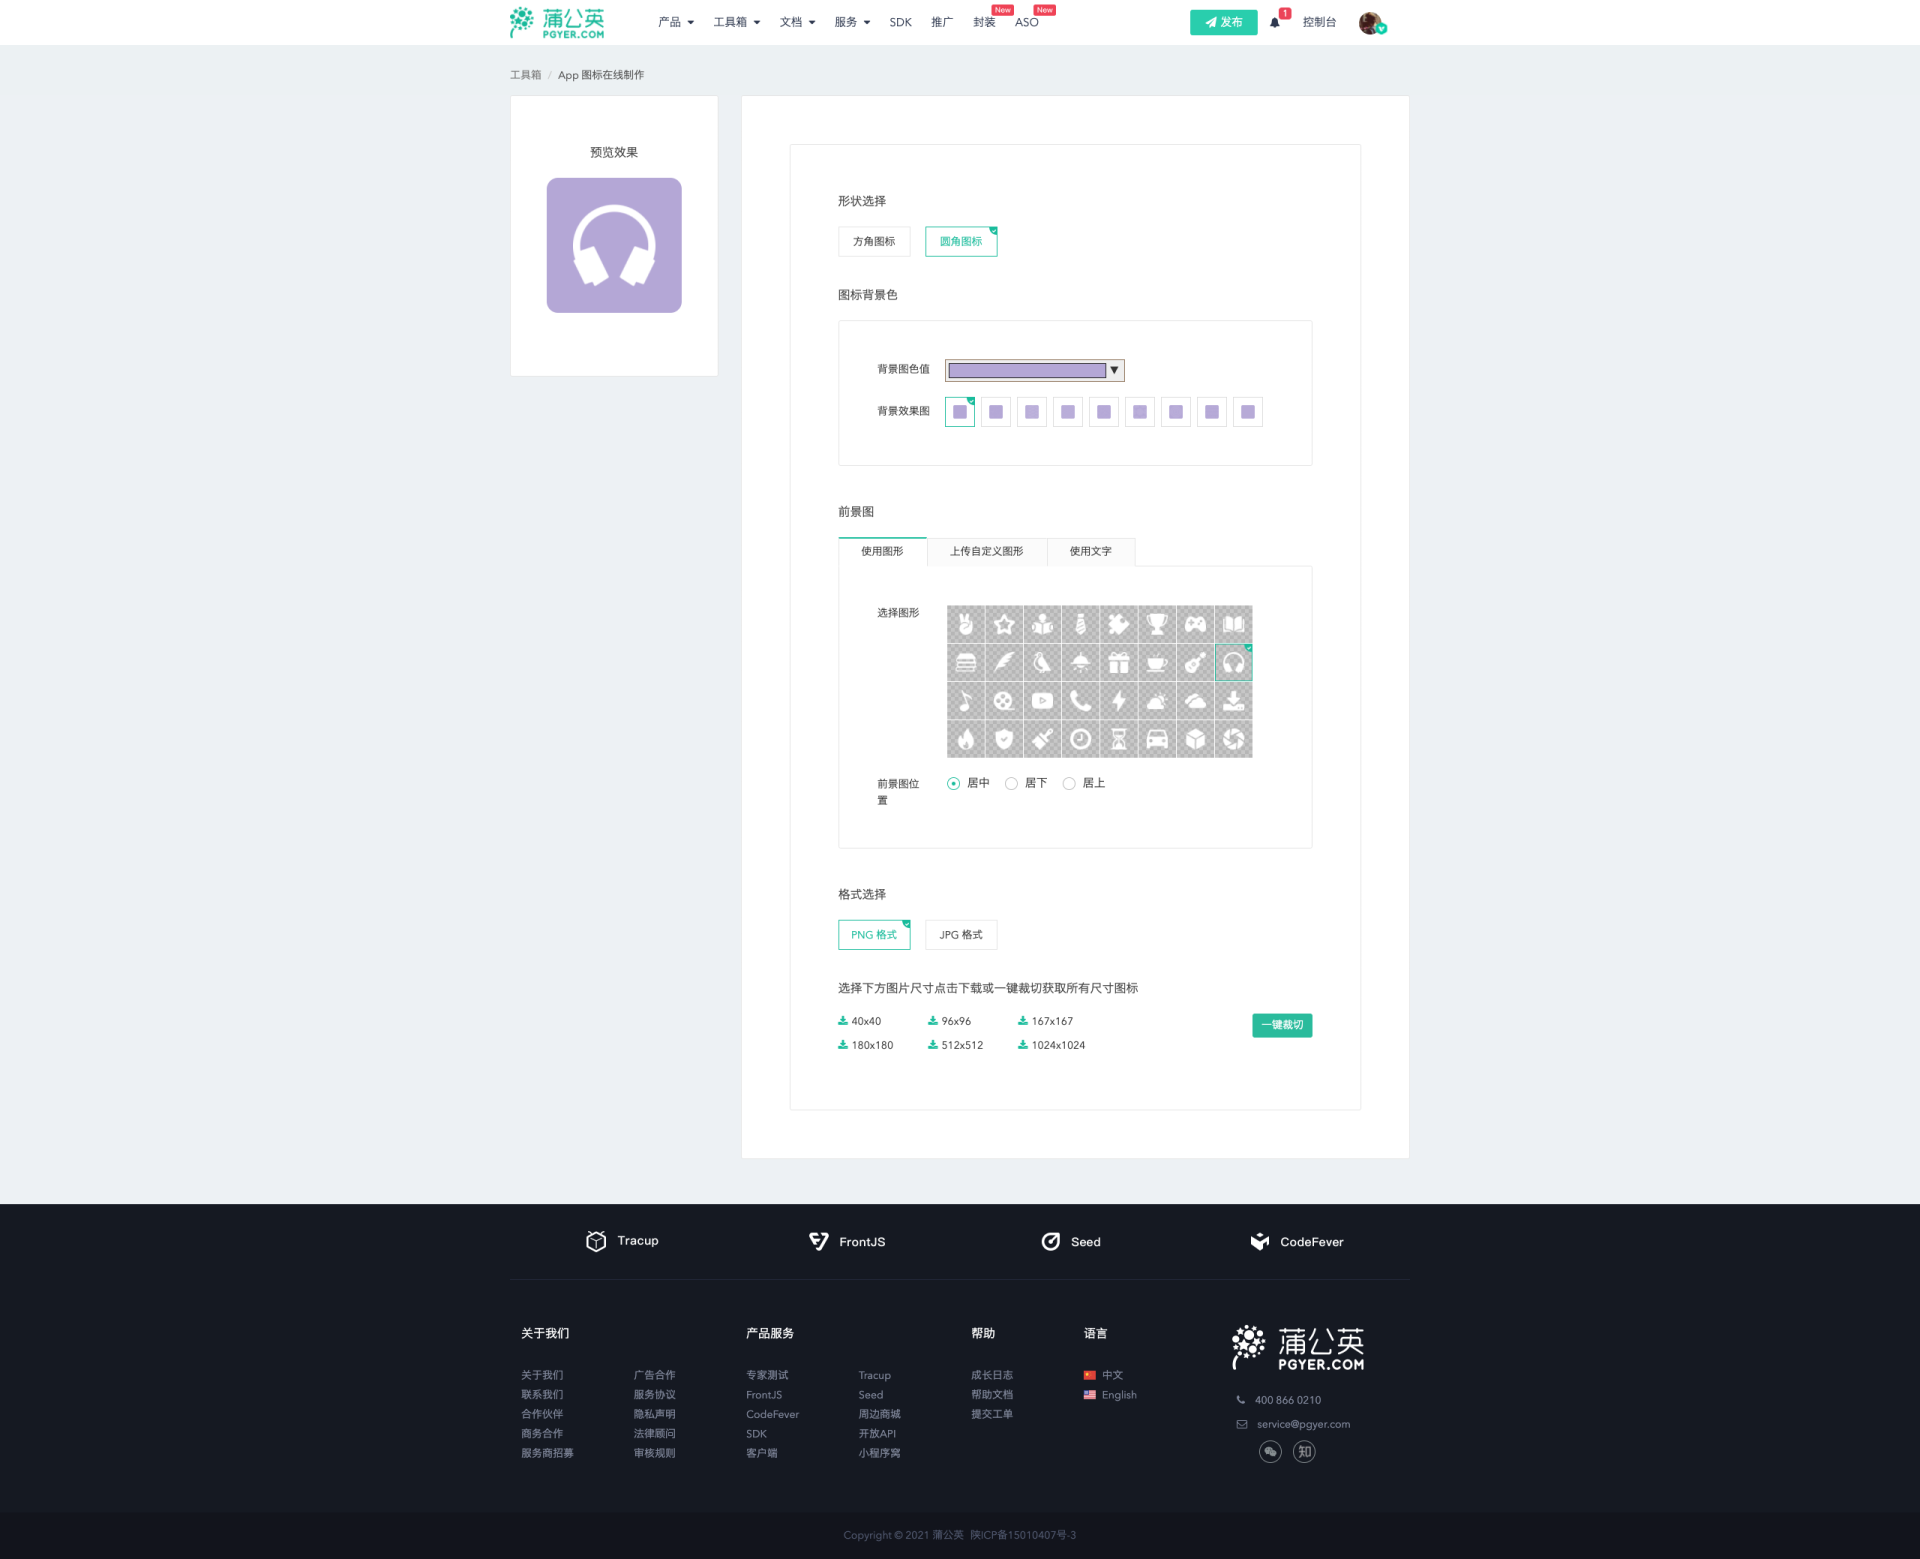 蒲公英
PGYER.COM
产品
工具箱
文档
服务
SDK
推广
封装
New
ASO
New
发布
1
控制台
工具箱 / App 图标在线制作
预览效果
形状选择
方角图标
圆角图标
图标背景色
背景图色值
背景效果图
前景图
使用图形
上传自定义图形
使用文字
选择图形
前景图位
置
居中
居下
居上
格式选择
PNG 格式
JPG 格式
选择下方图片尺寸点击下载或一键裁切获取所有尺寸图标
40x40
96x96
167x167
180x180
512x512
1024x1024
一键裁切
Tracup
FrontJS
Seed
CodeFever
关于我们
关于我们
联系我们
合作伙伴
商务合作
服务商招募
广告合作
服务协议
隐私声明
法律顾问
审核规则
产品服务
专家测试
FrontJS
CodeFever
SDK
客户端
Tracup
Seed
周边商城
开放API
小程序窝
帮助
成长日志
帮助文档
提交工单
语言
中文
English
蒲公英
PGYER.COM
400 866 0210
service@pgyer.com
知
Copyright © 2021 蒲公英 陕ICP备15010407号-3